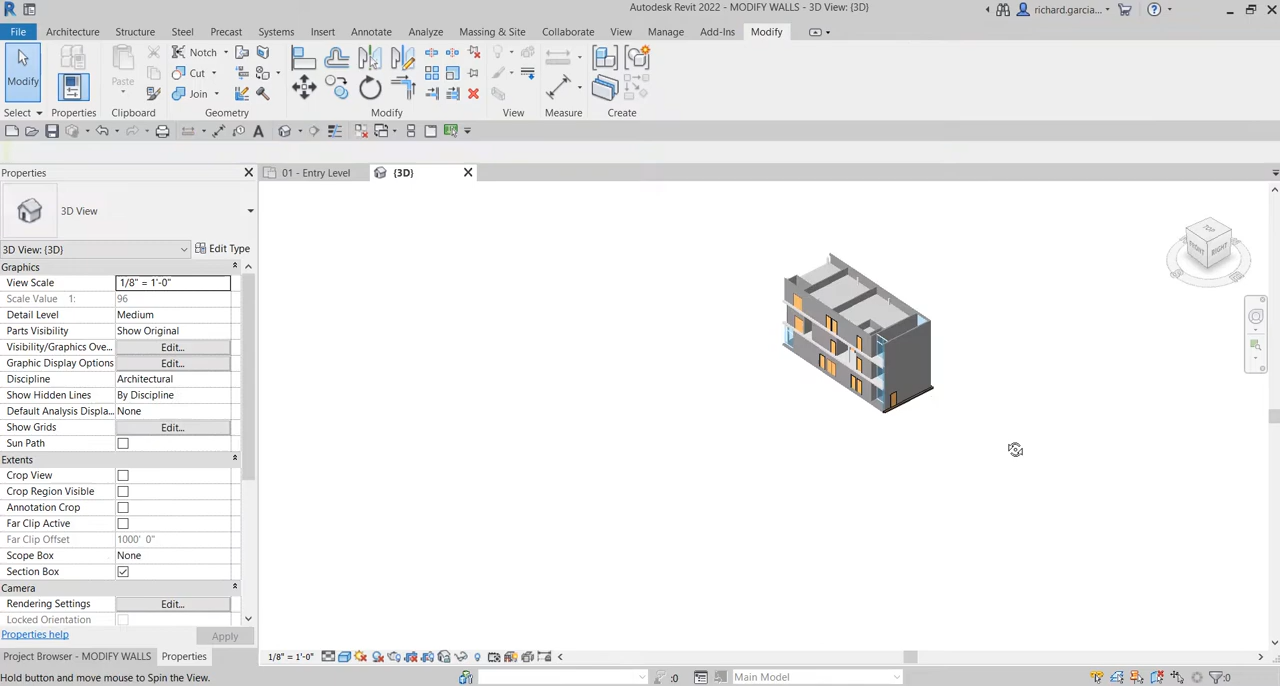 Autodesk Revit 2022 - MODIFY WALLS - 3D View: {3D}
richard.garcia...
File Architecture Structure Steel Precast Systems Insert Annotate Analyze Massing & Site Collaborate View Manage Add-Ins Modify
Modify
Paste
Notch
Cut
Join
Select Properties Clipboard Geometry Modify View Measure Create
Properties
01 - Entry Level
{3D}
3D View
3D View: {3D}
Edit Type
Graphics
View Scale 1/8" = 1'-0"
Scale Value 1: 96
Detail Level Medium
Parts Visibility Show Original
Visibility/Graphics Ove... Edit...
Graphic Display Options Edit...
Discipline Architectural
Show Hidden Lines By Discipline
Default Analysis Displa... None
Show Grids Edit...
Sun Path
Extents
Crop View
Crop Region Visible
Annotation Crop
Far Clip Active
Far Clip Offset 1000' 0"
Scope Box None
Section Box
Camera
Rendering Settings Edit...
Locked Orientation
Properties help
Apply
TOP
FRONT RIGHT
Project Browser - MODIFY WALLS Properties
1/8" = 1'-0"
Hold button and move mouse to Spin the View.
:0
Main Model
:0